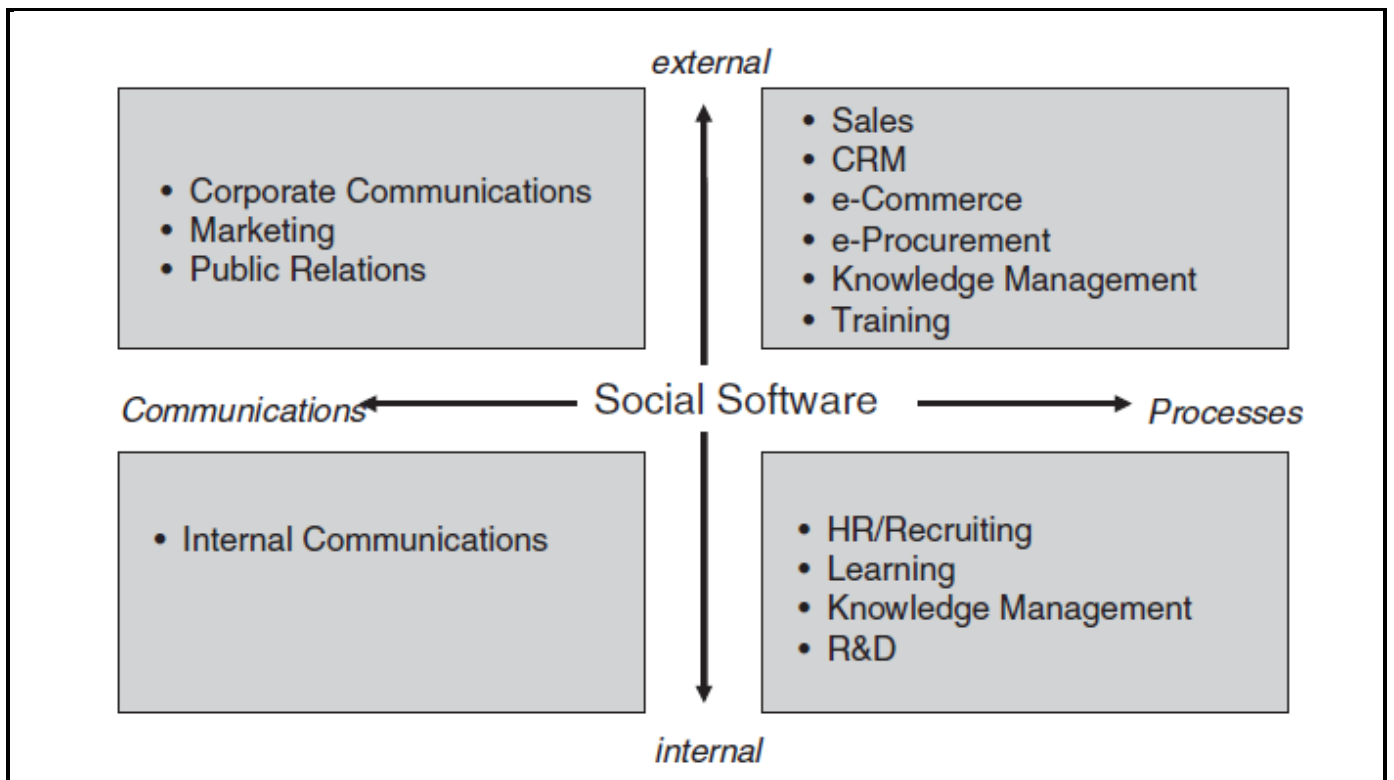 external
• Corporate Communications
• Marketing
• Public Relations
• Sales
• CRM
• e-Commerce
• e-Procurement
• Knowledge Management
• Training
Communications
Social Software
Processes
• Internal Communications
• HR/Recruiting
• Learning
• Knowledge Management
• R&D
internal